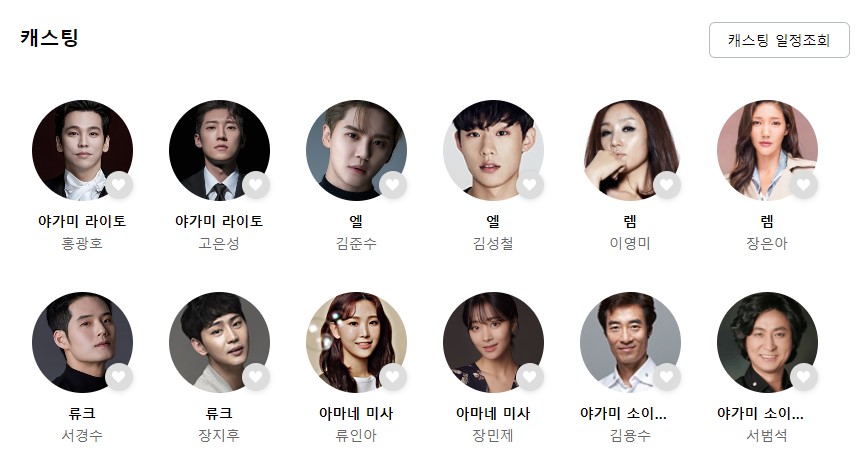 캐스팅
캐스팅 일정조회
야가미 라이토 야가미 라이토 엘 엘 렘 렘
홍광호 고은성 김준수 김성철 이영미 장은아
류크 류크 아마네 미사 아마네 미사 야가미 소이... 야가미 소이...
서경수 장지후 류인아 장민제 김용수 서범석